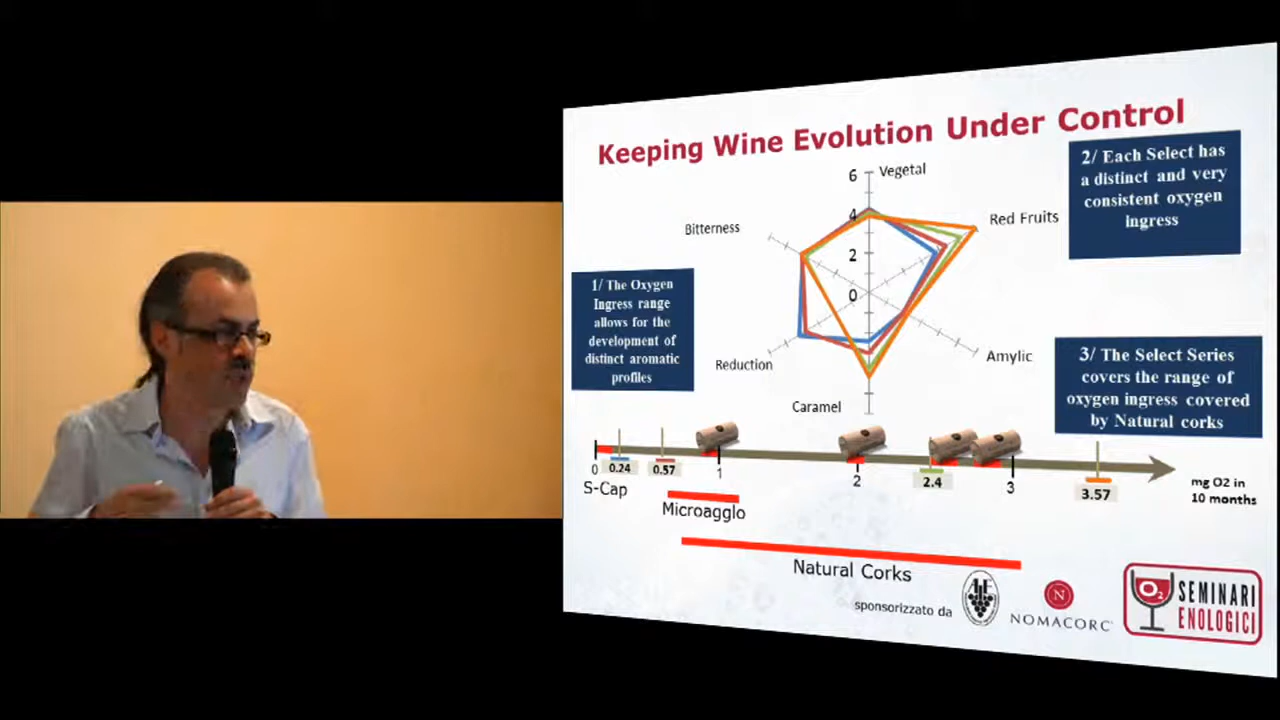 Keeping Wine Evolution Under Control
1/ The Oxygen
Ingress range
allows for the
development of
distinct aromatic
profiles
2/ Each Select has
a distinct and very
consistent oxygen
ingress
3/ The Select Series
covers the range of
oxygen ingress covered
by Natural corks
Vegetal
Red Fruits
Amylic
Caramel
Reduction
Bitterness
6
4
2
0
0
0.24
0.57
1
2
2.4
3
3.57
mg O2 in
10 months
S-Cap
Microagglo
Natural Corks
sponsorizzato da
N
NOMACORC
O2
SEMINARI
ENOLOGICI